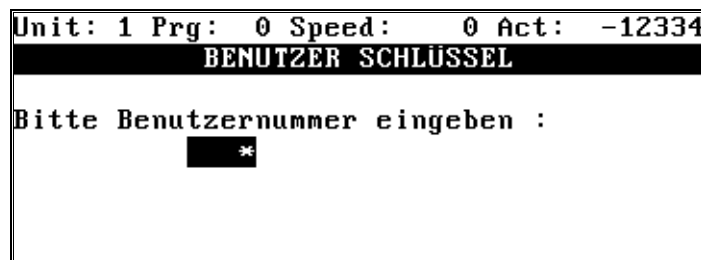 Unit: 1 Prg: 0 Speed: 0 Act: -12334
BENUTZER SCHLÜSSEL
Bitte Benutzernummer eingeben :
*